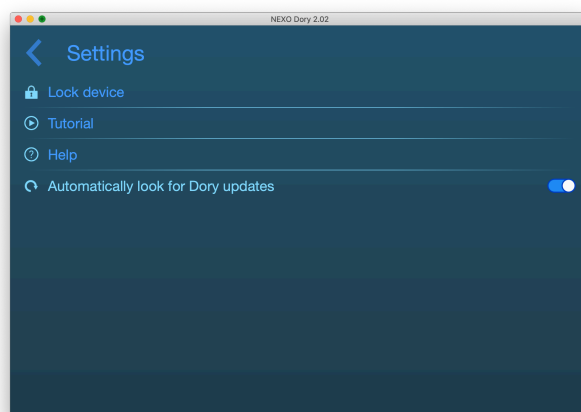 NEXO Dory 2.02
Settings
Lock device
Tutorial
Help
Automatically look for Dory updates